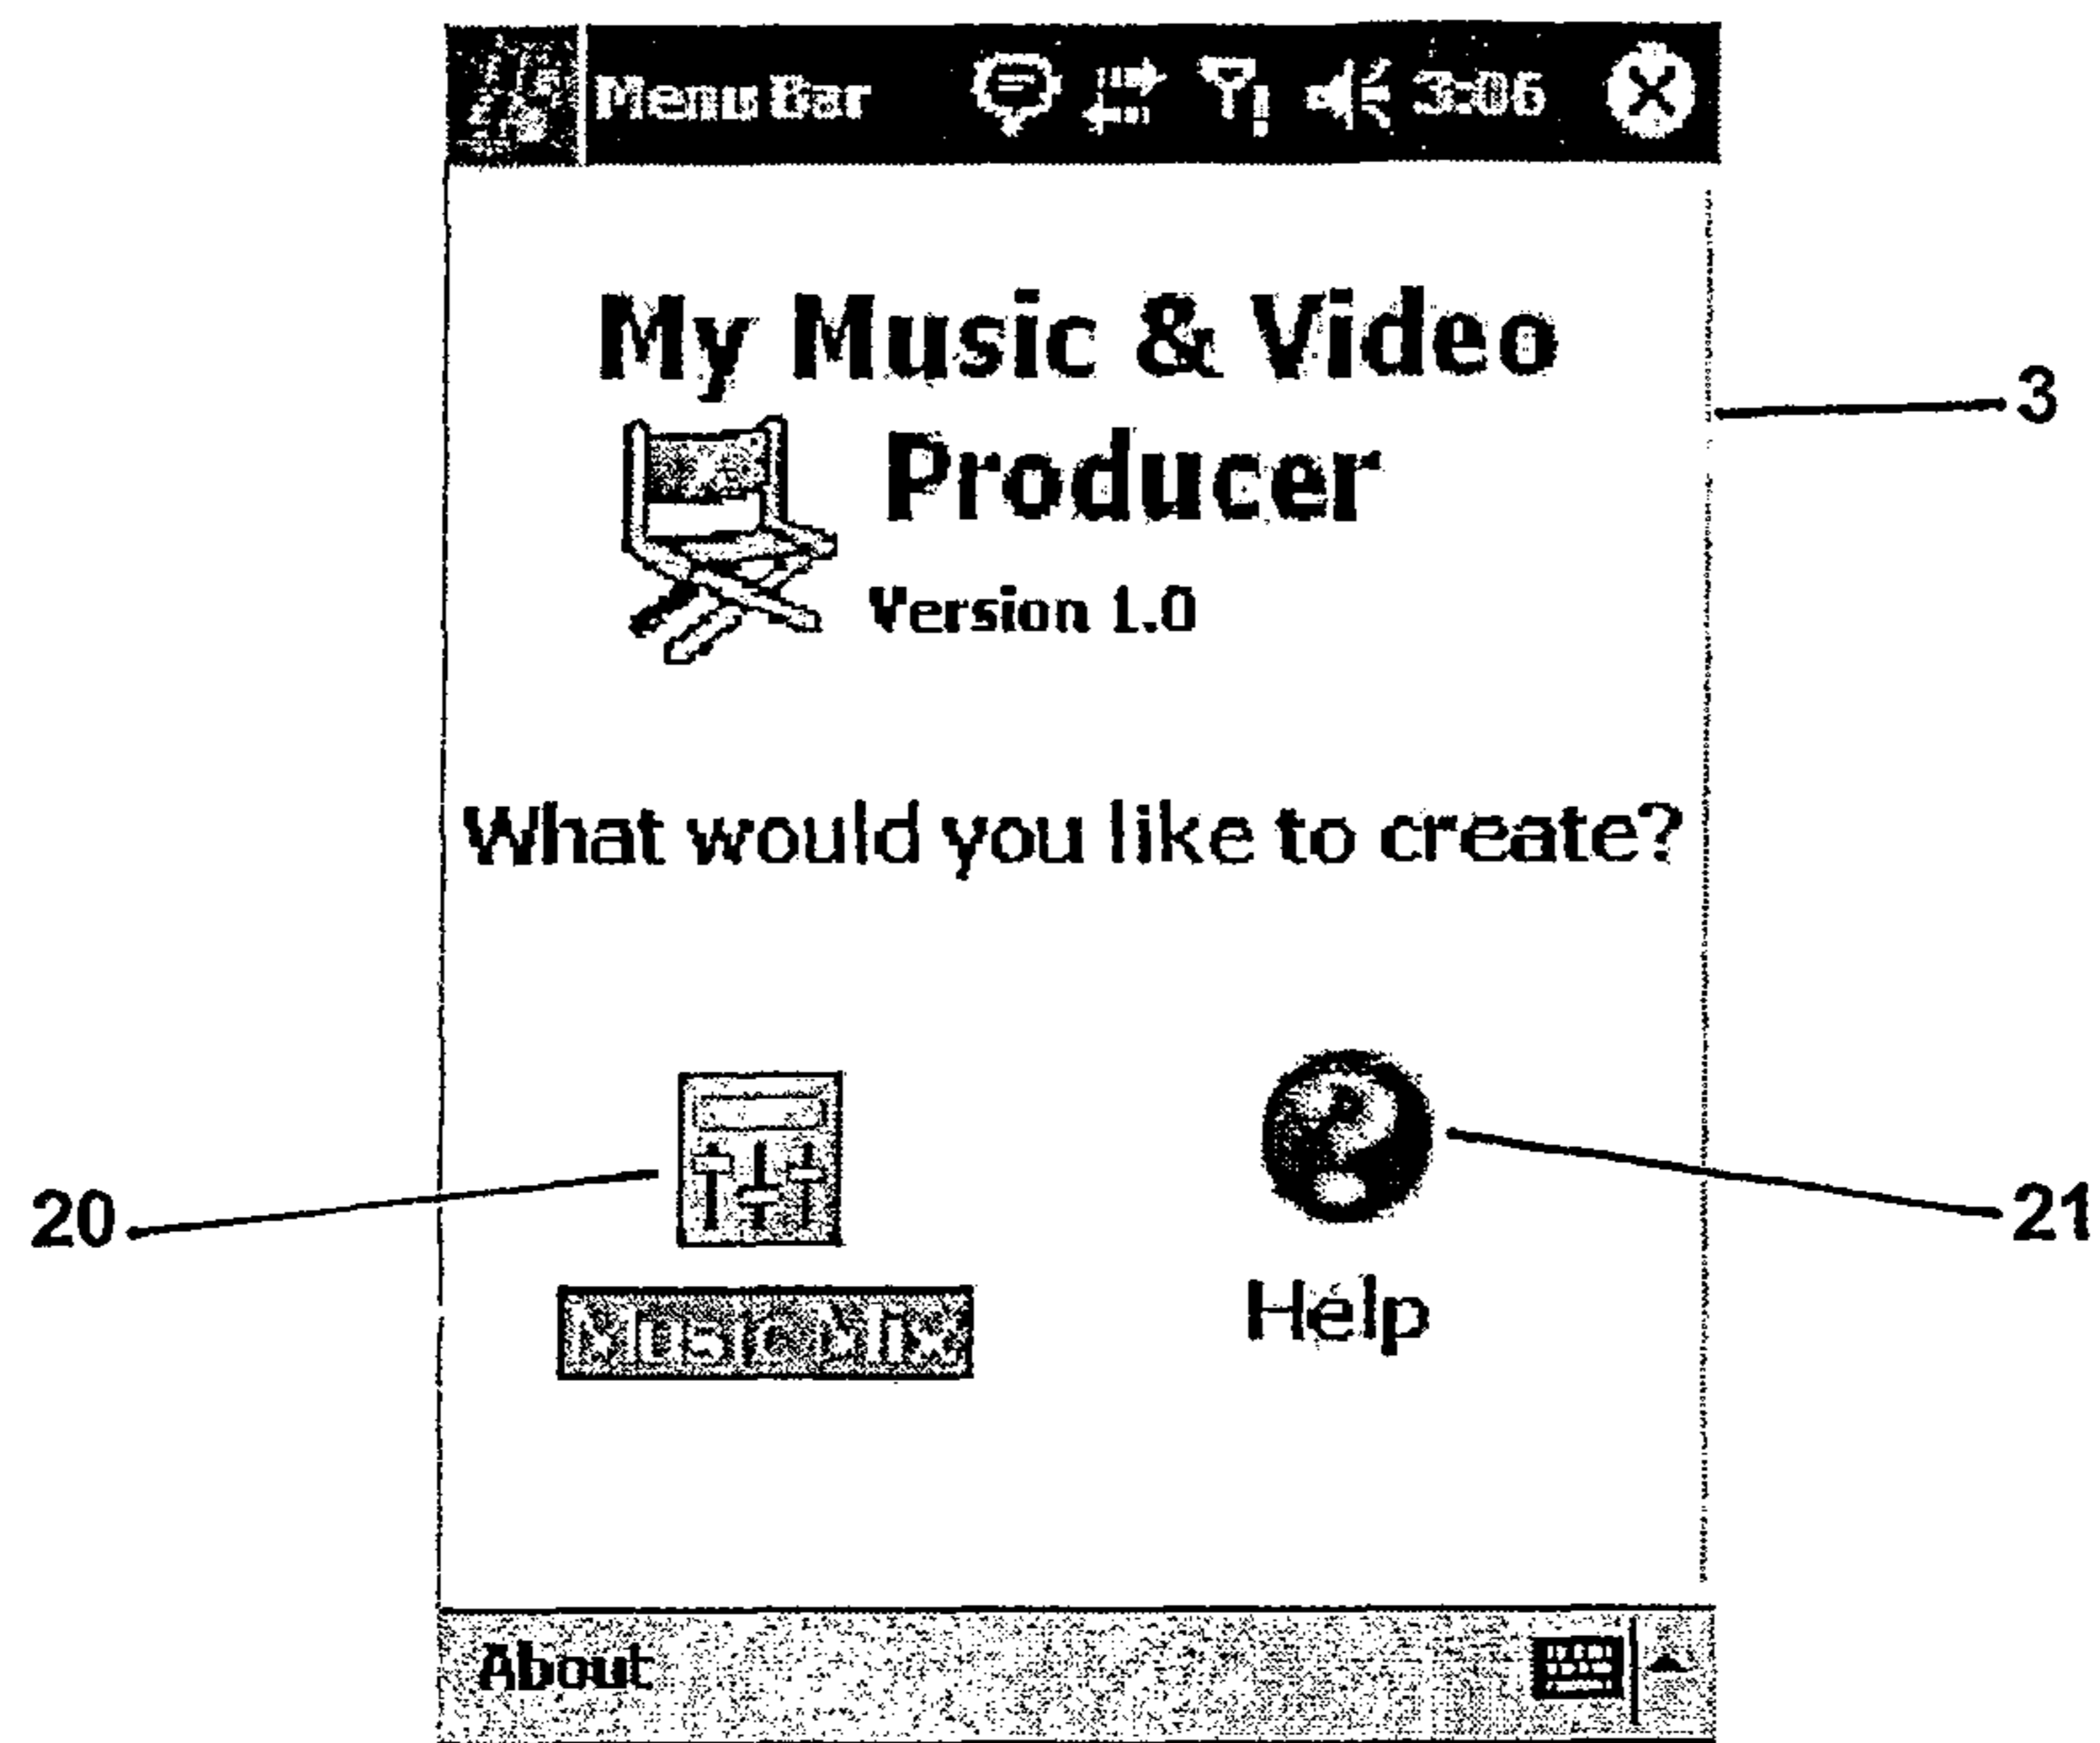 Menu Bar 3:06
My Music & Video
Producer
Version 1.0
3
What would you like to create?
20
21
Music Mix
Help
About